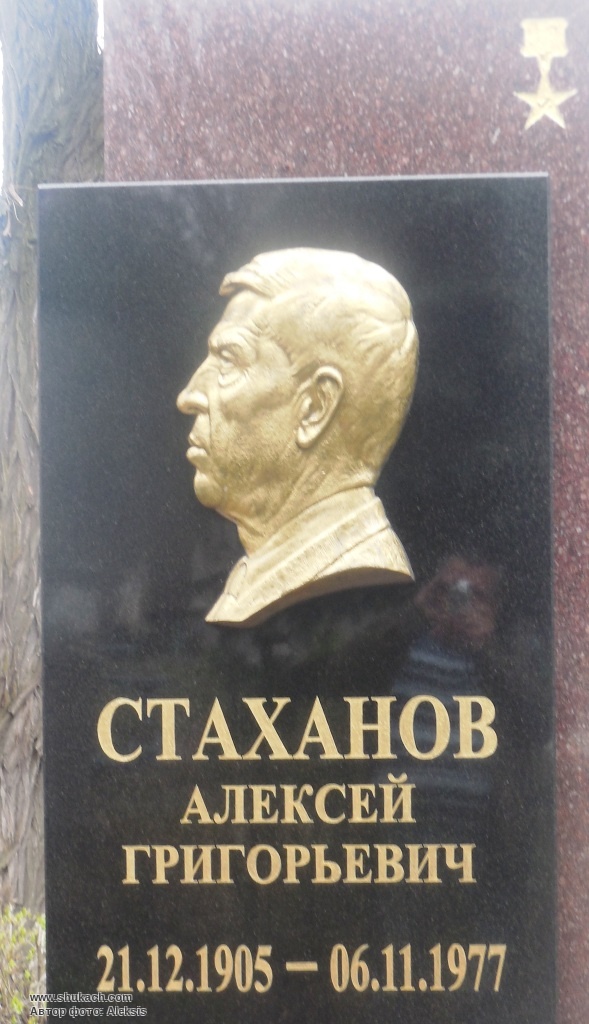 СТАХАНОВ
АЛЕКСЕЙ
ГРИГОРЬЕВИЧ
21.12.1905 – 06.11.1977
www.shukach.com
Автор фото: Aleksis